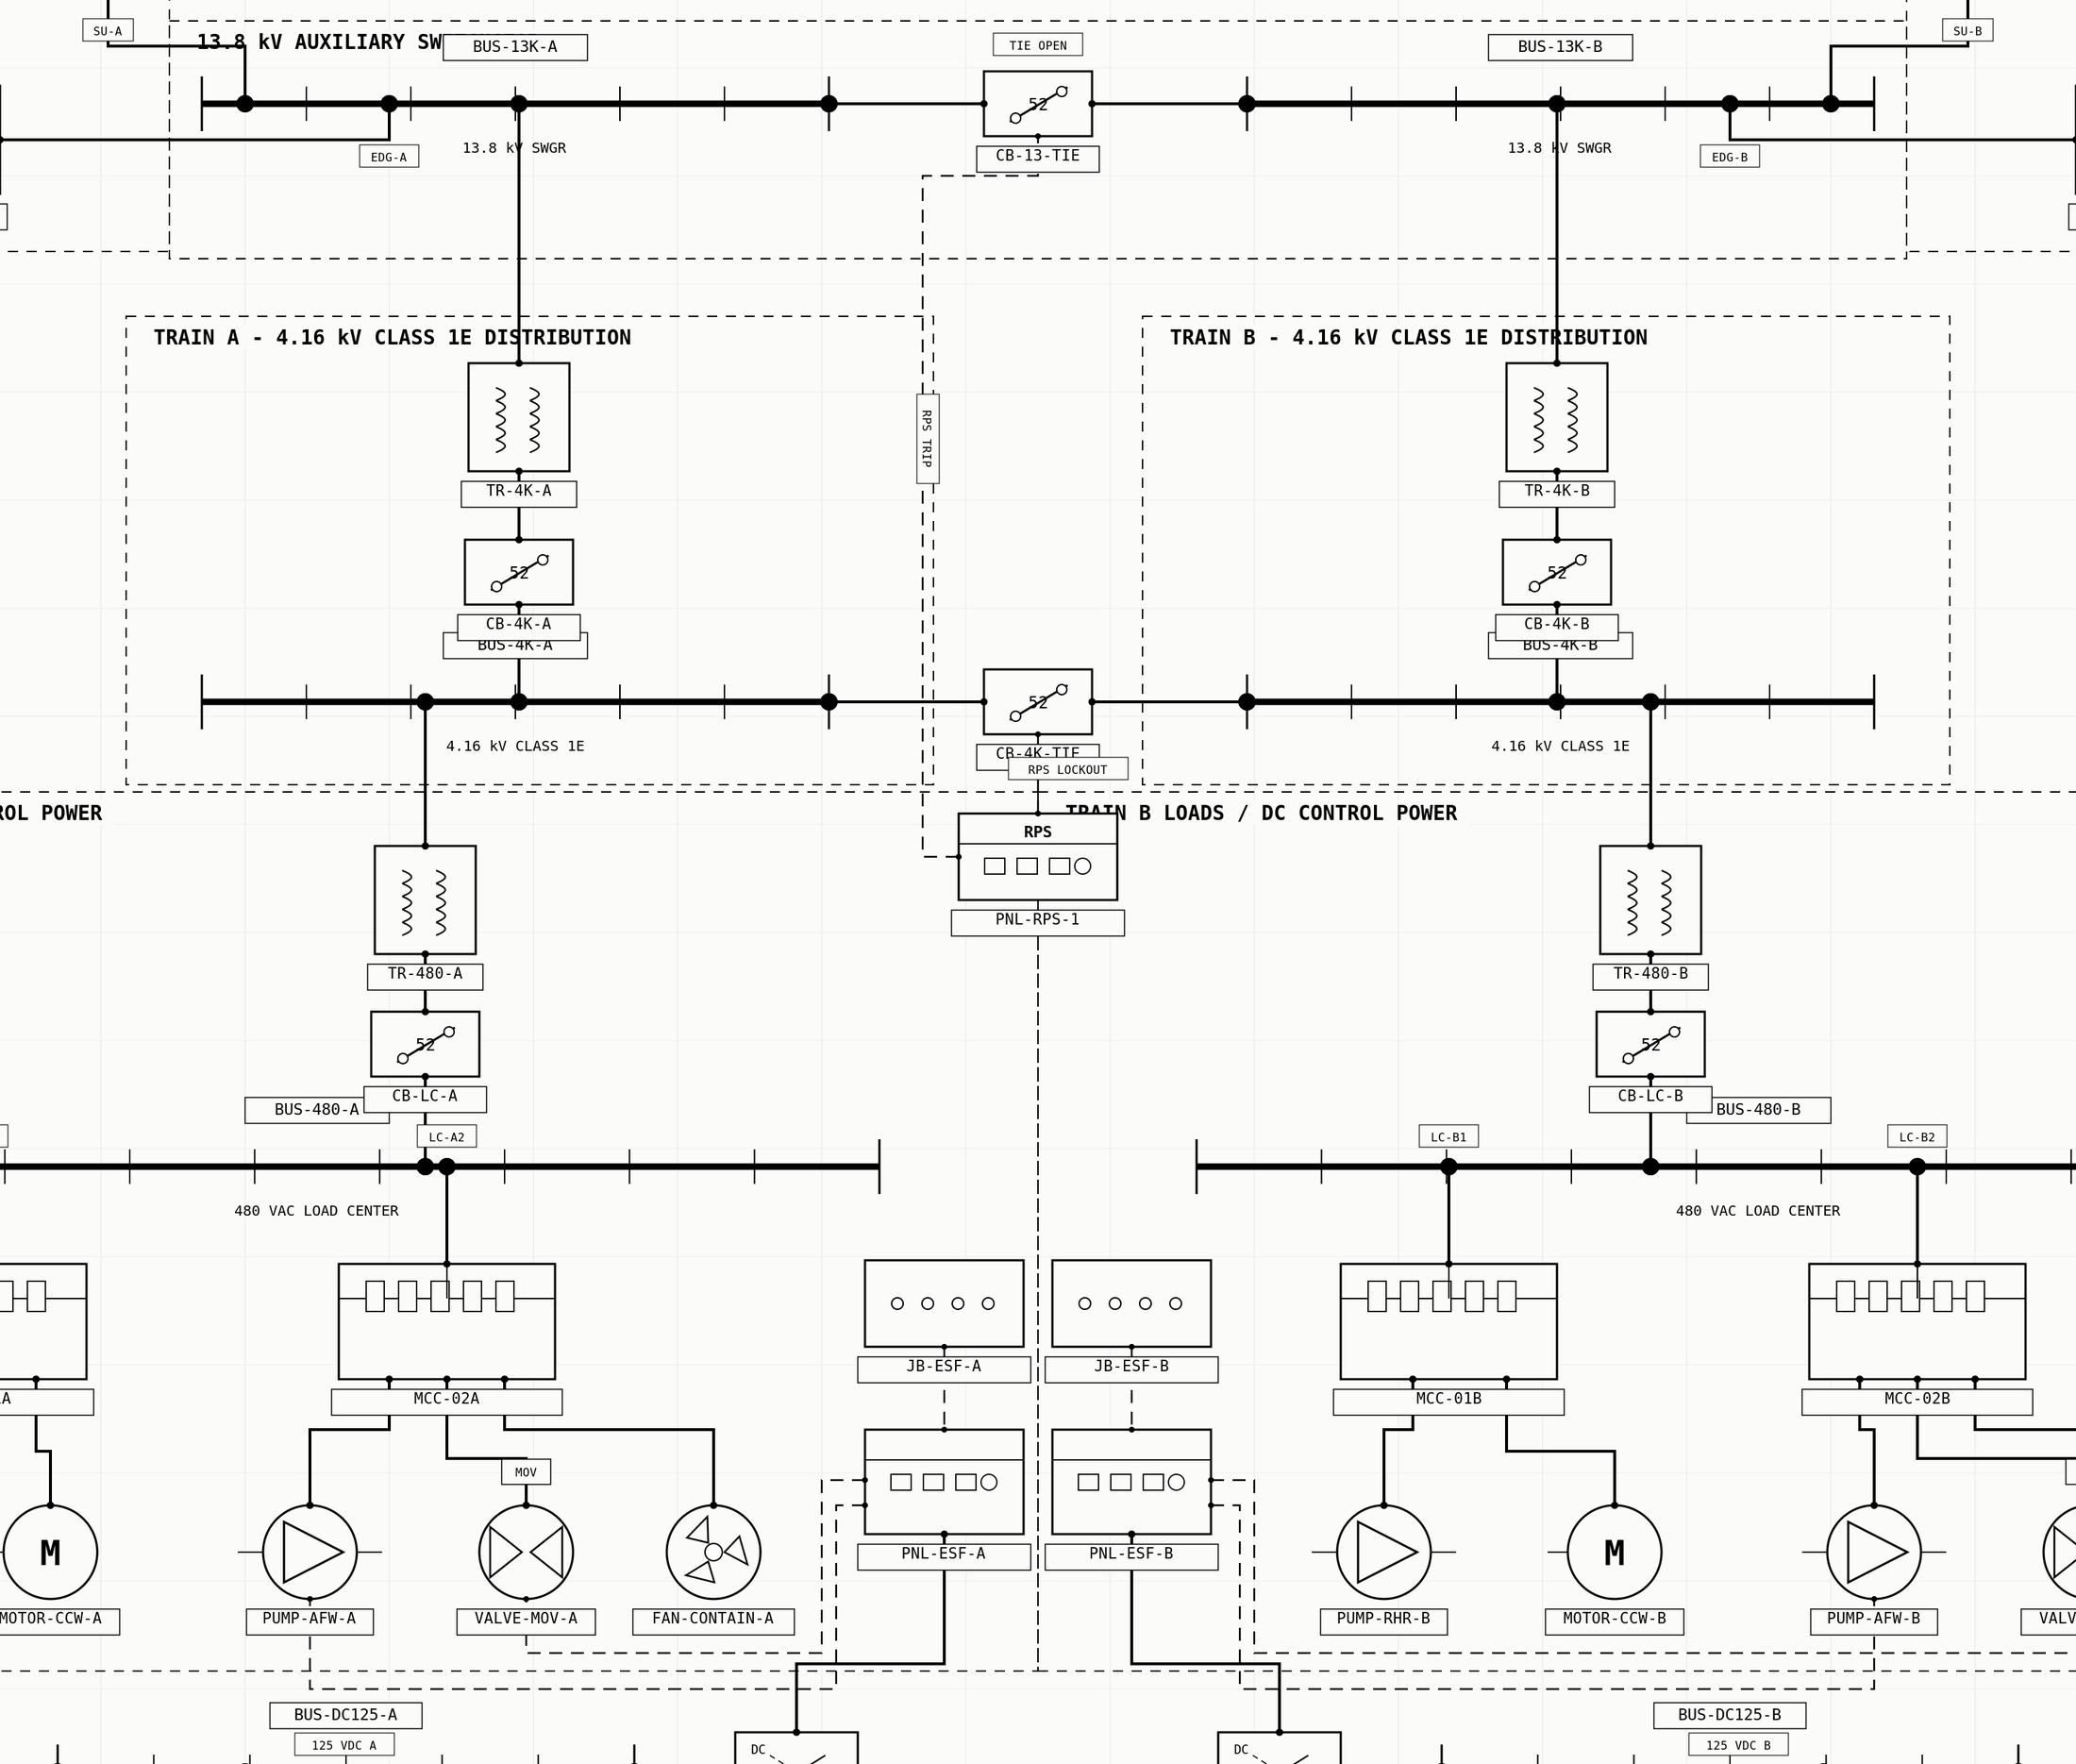 SU-A
SU-B
13.8 kV AUXILIARY SW
BUS-13K-A
TIE OPEN
BUS-13K-B
52
EDG-A
13.8 kV SWGR
CB-13-TIE
13.8 kV SWGR
EDG-B
TRAIN A - 4.16 kV CLASS 1E DISTRIBUTION
TRAIN B - 4.16 kV CLASS 1E DISTRIBUTION
RPS TRIP
TR-4K-A
TR-4K-B
52
52
CB-4K-A
CB-4K-B
BUS-4K-A
BUS-4K-B
52
4.16 kV CLASS 1E
CB-4K-TIE
4.16 kV CLASS 1E
RPS LOCKOUT
ROL POWER
TRAIN B LOADS / DC CONTROL POWER
RPS
PNL-RPS-1
TR-480-A
TR-480-B
52
52
CB-LC-A
CB-LC-B
BUS-480-A
BUS-480-B
LC-A2
LC-B1
LC-B2
480 VAC LOAD CENTER
480 VAC LOAD CENTER
JB-ESF-A
JB-ESF-B
A
MCC-02A
MCC-01B
MCC-02B
MOV
M
M
PNL-ESF-A
PNL-ESF-B
MOTOR-CCW-A
PUMP-AFW-A
VALVE-MOV-A
FAN-CONTAIN-A
PUMP-RHR-B
MOTOR-CCW-B
PUMP-AFW-B
VALV
BUS-DC125-A
BUS-DC125-B
125 VDC A
DC
DC
125 VDC B